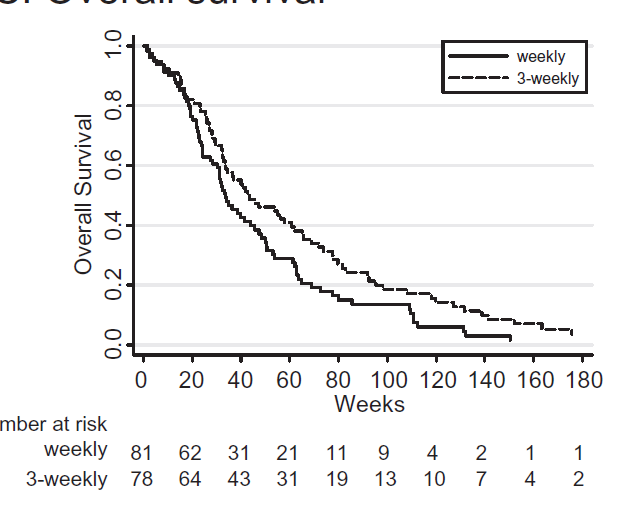 Overall survival
1.0
0.8
0.6
0.4
0.2
0.0
Overall Survival
weekly
3-weekly
0 20 40 60 80 100 120 140 160 180
Weeks
mber at risk
weekly 81 62 31 21 11 9 4 2 1 1
3-weekly 78 64 43 31 19 13 10 7 4 2